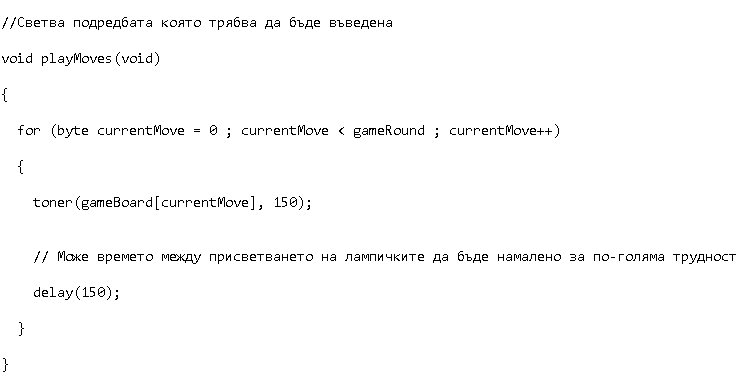 //Светва подредбата която трябва да бъде въведена
void playMoves(void)
{
for (byte currentMove = 0 ; currentMove < gameRound ; currentMove++)
{
toner(gameBoard[currentMove], 150);
// Може времето между присветването на лампичките да бъде намалено за по-голяма трудност
delay(150);
}
}